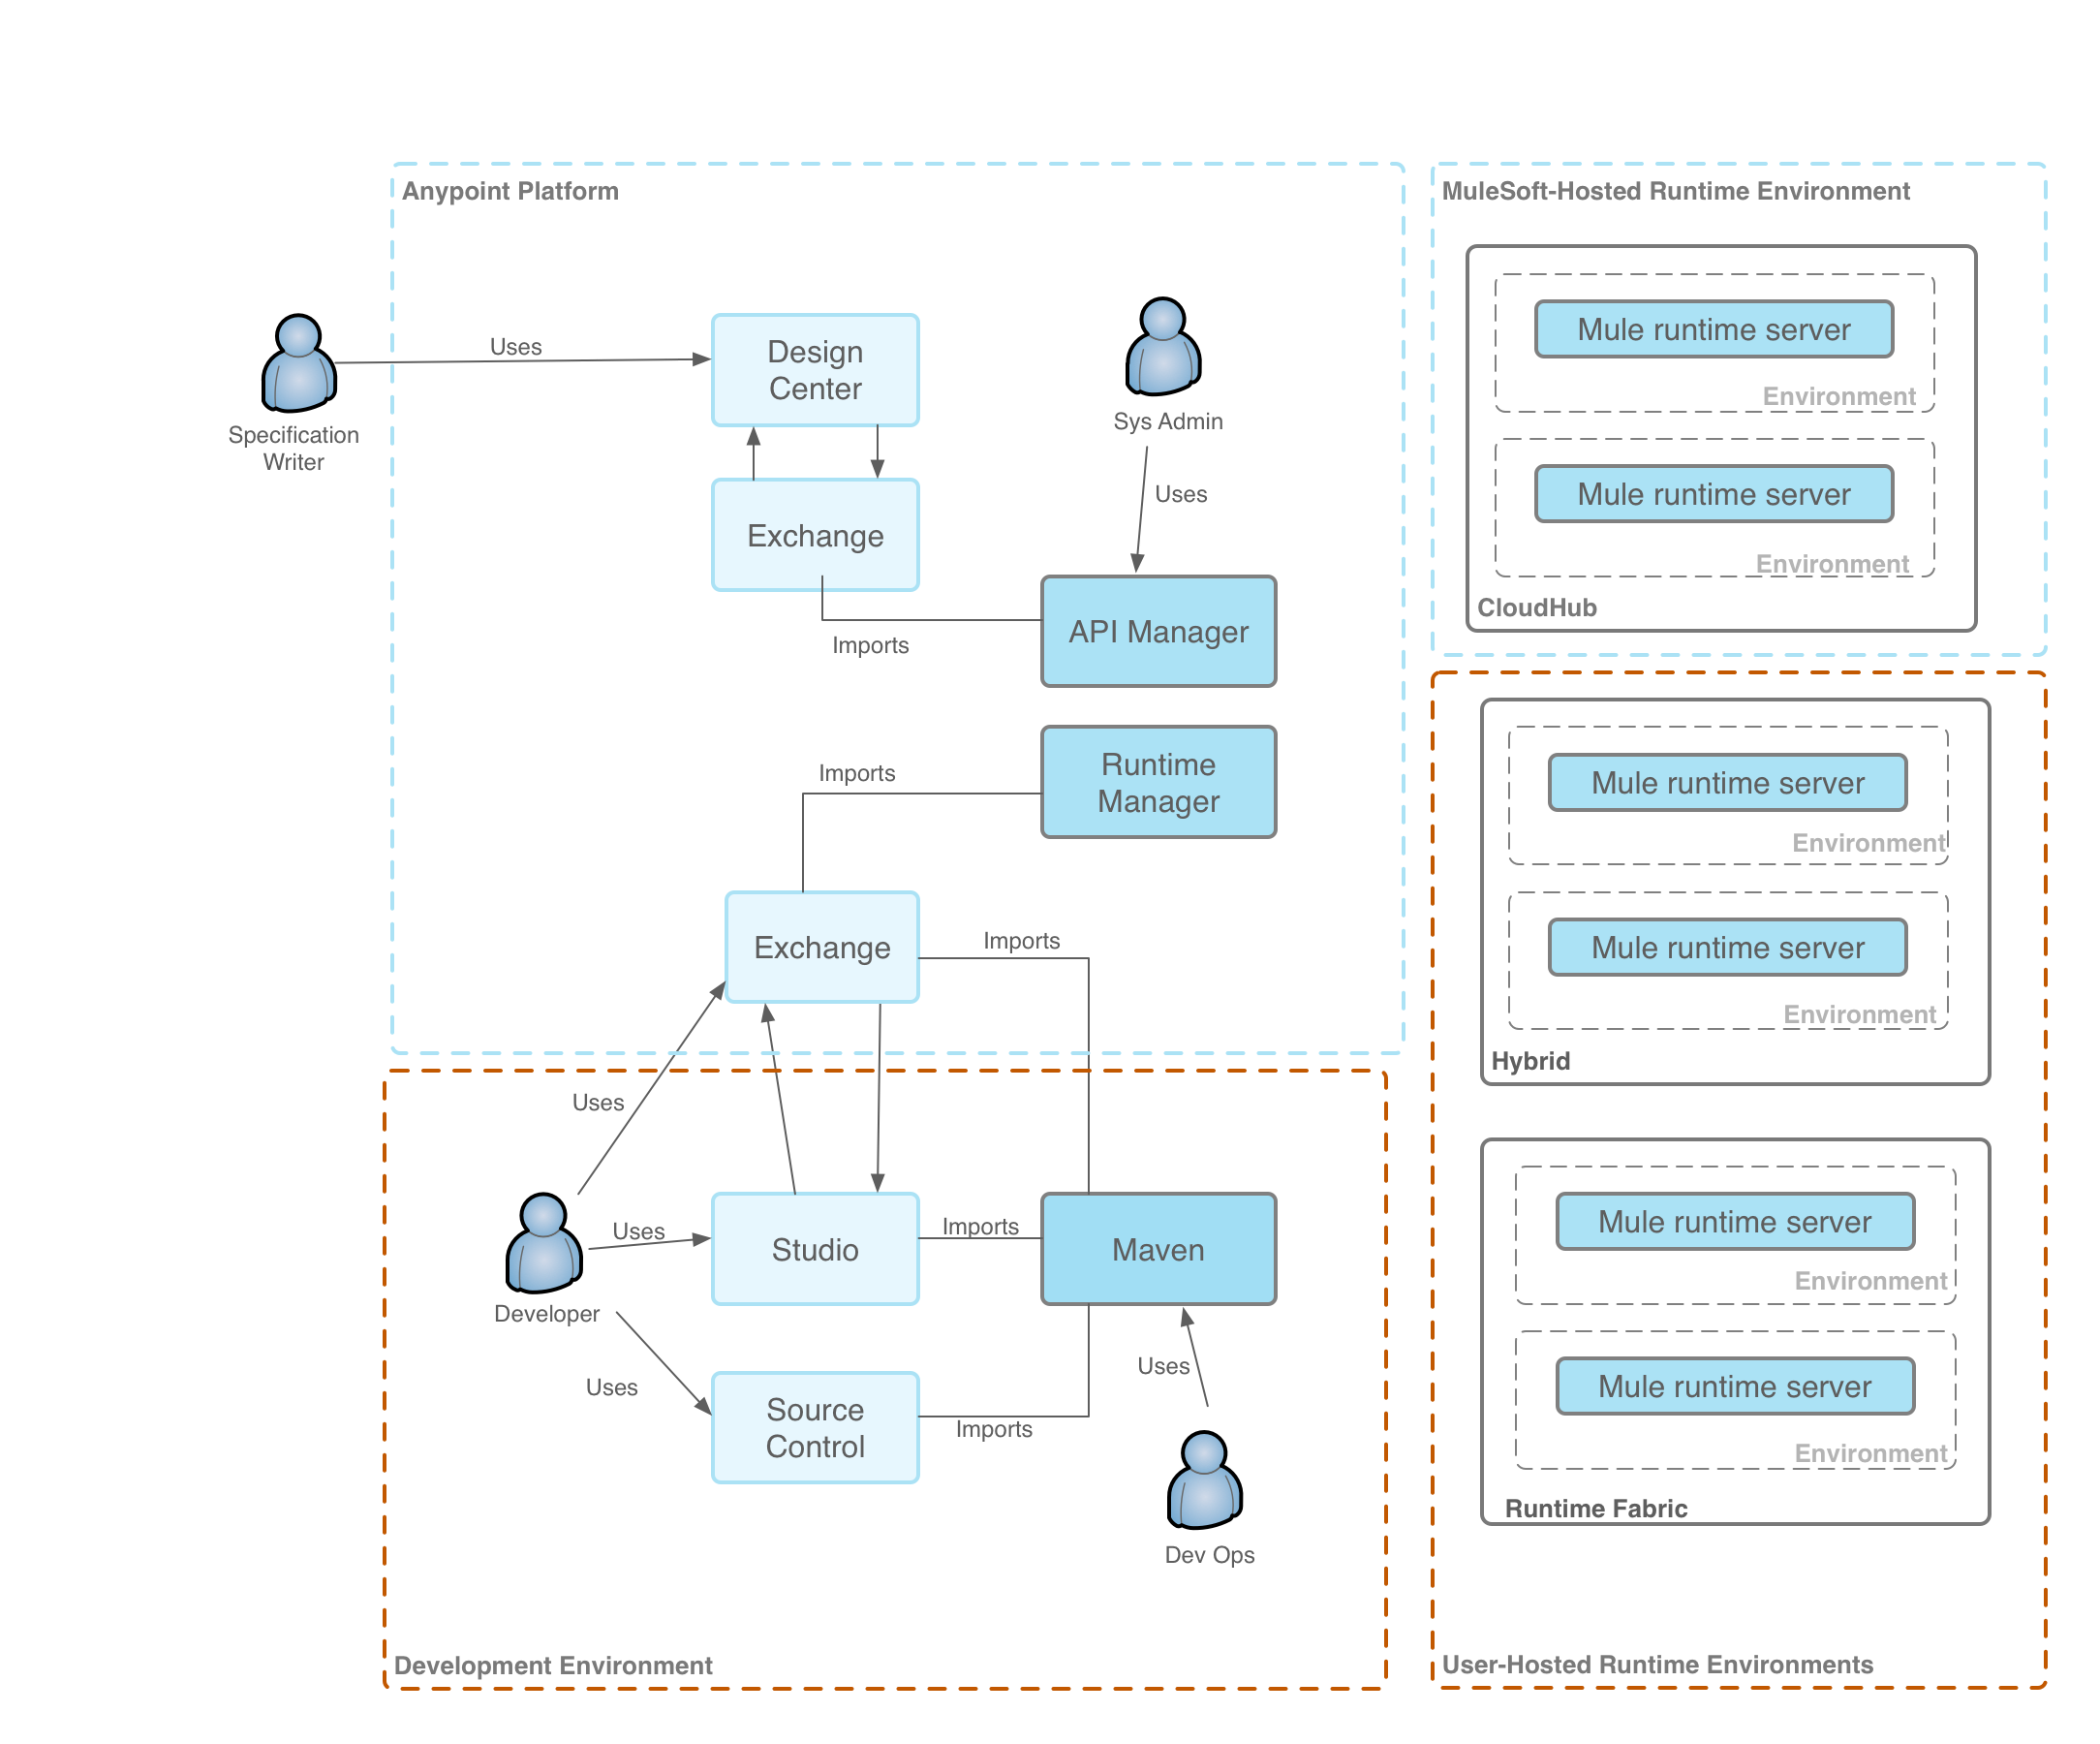 Anypoint Platform
Specification
Writer
Uses
Design
Center
Exchange
Sys Admin
Uses
Imports
API Manager
Imports
Runtime
Manager
Exchange
Imports
Uses
Developer
Uses
Studio
Imports
Maven
Uses
Source
Control
Imports
Uses
Dev Ops
Development Environment
MuleSoft-Hosted Runtime Environment
Mule runtime server
Environment
Mule runtime server
Environment
CloudHub
Mule runtime server
Environment
Mule runtime server
Environment
Hybrid
Mule runtime server
Environment
Mule runtime server
Environment
Runtime Fabric
User-Hosted Runtime Environments